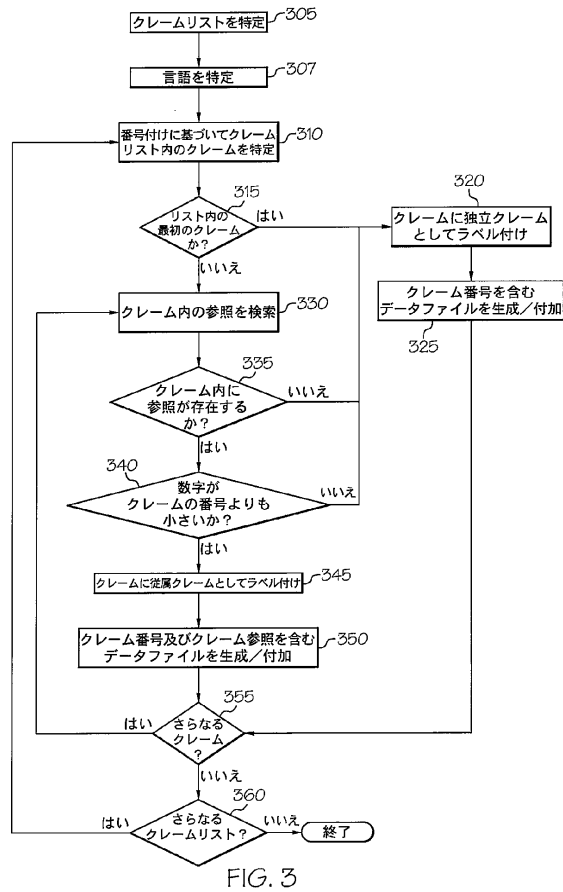 クレームリストを特定
305
言語を特定
307
番号付けに基づいてクレーム
リスト内のクレームを特定
310
リスト内の
最初のクレーム
か?
315
はい
いいえ
320
クレームに独立クレーム
としてラベル付け
クレーム番号を含む
データファイルを生成/付加
325
クレーム内の参照を検索
330
クレーム内に
参照が存在する
か?
335
いいえ
はい
340
数字が
クレームの番号よりも
小さいか?
いいえ
はい
クレームに従属クレームとしてラベル付け
345
クレーム番号及びクレーム参照を含む
データファイルを生成/付加
350
さらなる
クレーム
?
355
はい
いいえ
さらなる
クレームリスト?
360
はい
いいえ
終了
FIG. 3